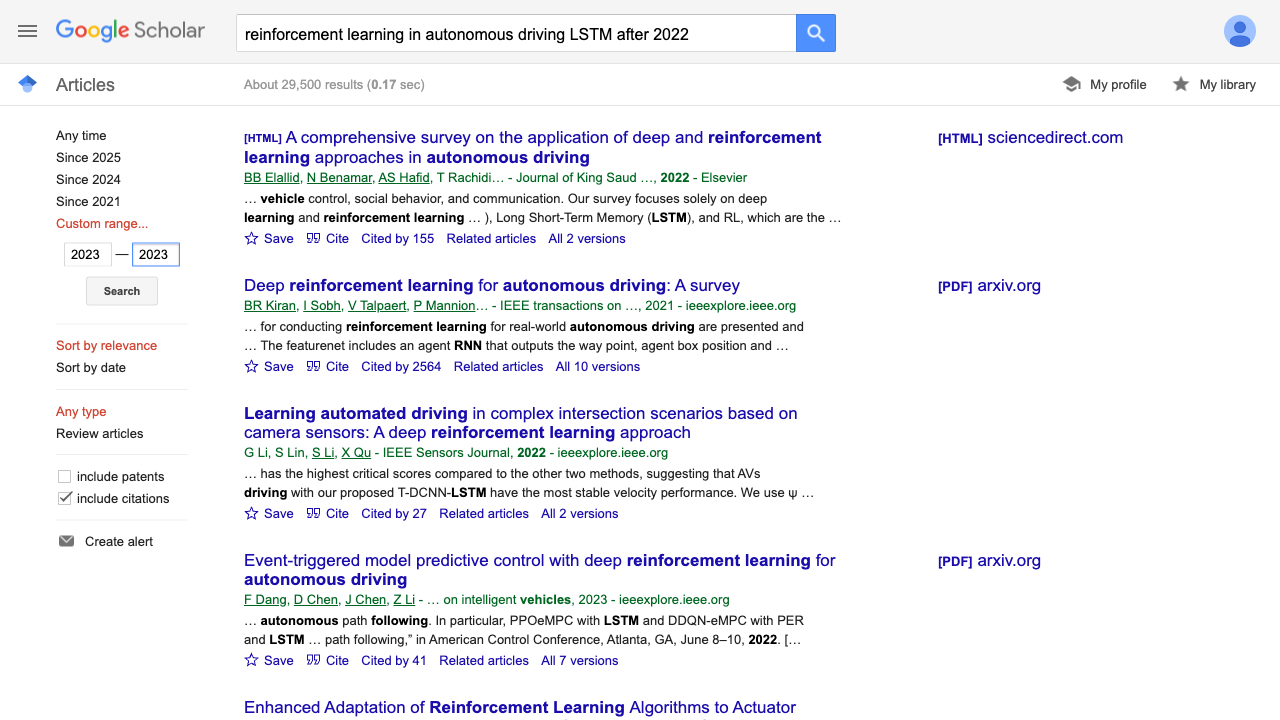 Google Scholar
reinforcement learning in autonomous driving LSTM after 2022
Articles
About 29,500 results (0.17 sec)
My profile
My library
Any time
Since 2025
Since 2024
Since 2021
Custom range...
2023 — 2023
Search
Sort by relevance
Sort by date
Any type
Review articles
include patents
include citations
Create alert
[HTML] A comprehensive survey on the application of deep and reinforcement
learning approaches in autonomous driving
BB Elallid, N Benamar, AS Hafid, T Rachidi… - Journal of King Saud …, 2022 - Elsevier
… vehicle control, social behavior, and communication. Our survey focuses solely on deep
learning and reinforcement learning … ), Long Short-Term Memory (LSTM), and RL, which are the …
Save Cite Cited by 155 Related articles All 2 versions
[HTML] sciencedirect.com
Deep reinforcement learning for autonomous driving: A survey
BR Kiran, I Sobh, V Talpaert, P Mannion… - IEEE transactions on …, 2021 - ieeexplore.ieee.org
… for conducting reinforcement learning for real-world autonomous driving are presented and
… The featurenet includes an agent RNN that outputs the way point, agent box position and …
Save Cite Cited by 2564 Related articles All 10 versions
[PDF] arxiv.org
Learning automated driving in complex intersection scenarios based on
camera sensors: A deep reinforcement learning approach
G Li, S Lin, S Li, X Qu - IEEE Sensors Journal, 2022 - ieeexplore.ieee.org
… has the highest critical scores compared to the other two methods, suggesting that AVs
driving with our proposed T-DCNN-LSTM have the most stable velocity performance. We use ψ …
Save Cite Cited by 27 Related articles All 2 versions
Event-triggered model predictive control with deep reinforcement learning for
autonomous driving
F Dang, D Chen, J Chen, Z Li - … on intelligent vehicles, 2023 - ieeexplore.ieee.org
… autonomous path following. In particular, PPOeMPC with LSTM and DDQN-eMPC with PER
and LSTM … path following,” in American Control Conference, Atlanta, GA, June 8–10, 2022. […
Save Cite Cited by 41 Related articles All 7 versions
[PDF] arxiv.org
Enhanced Adaptation of Reinforcement Learning Algorithms to Actuator